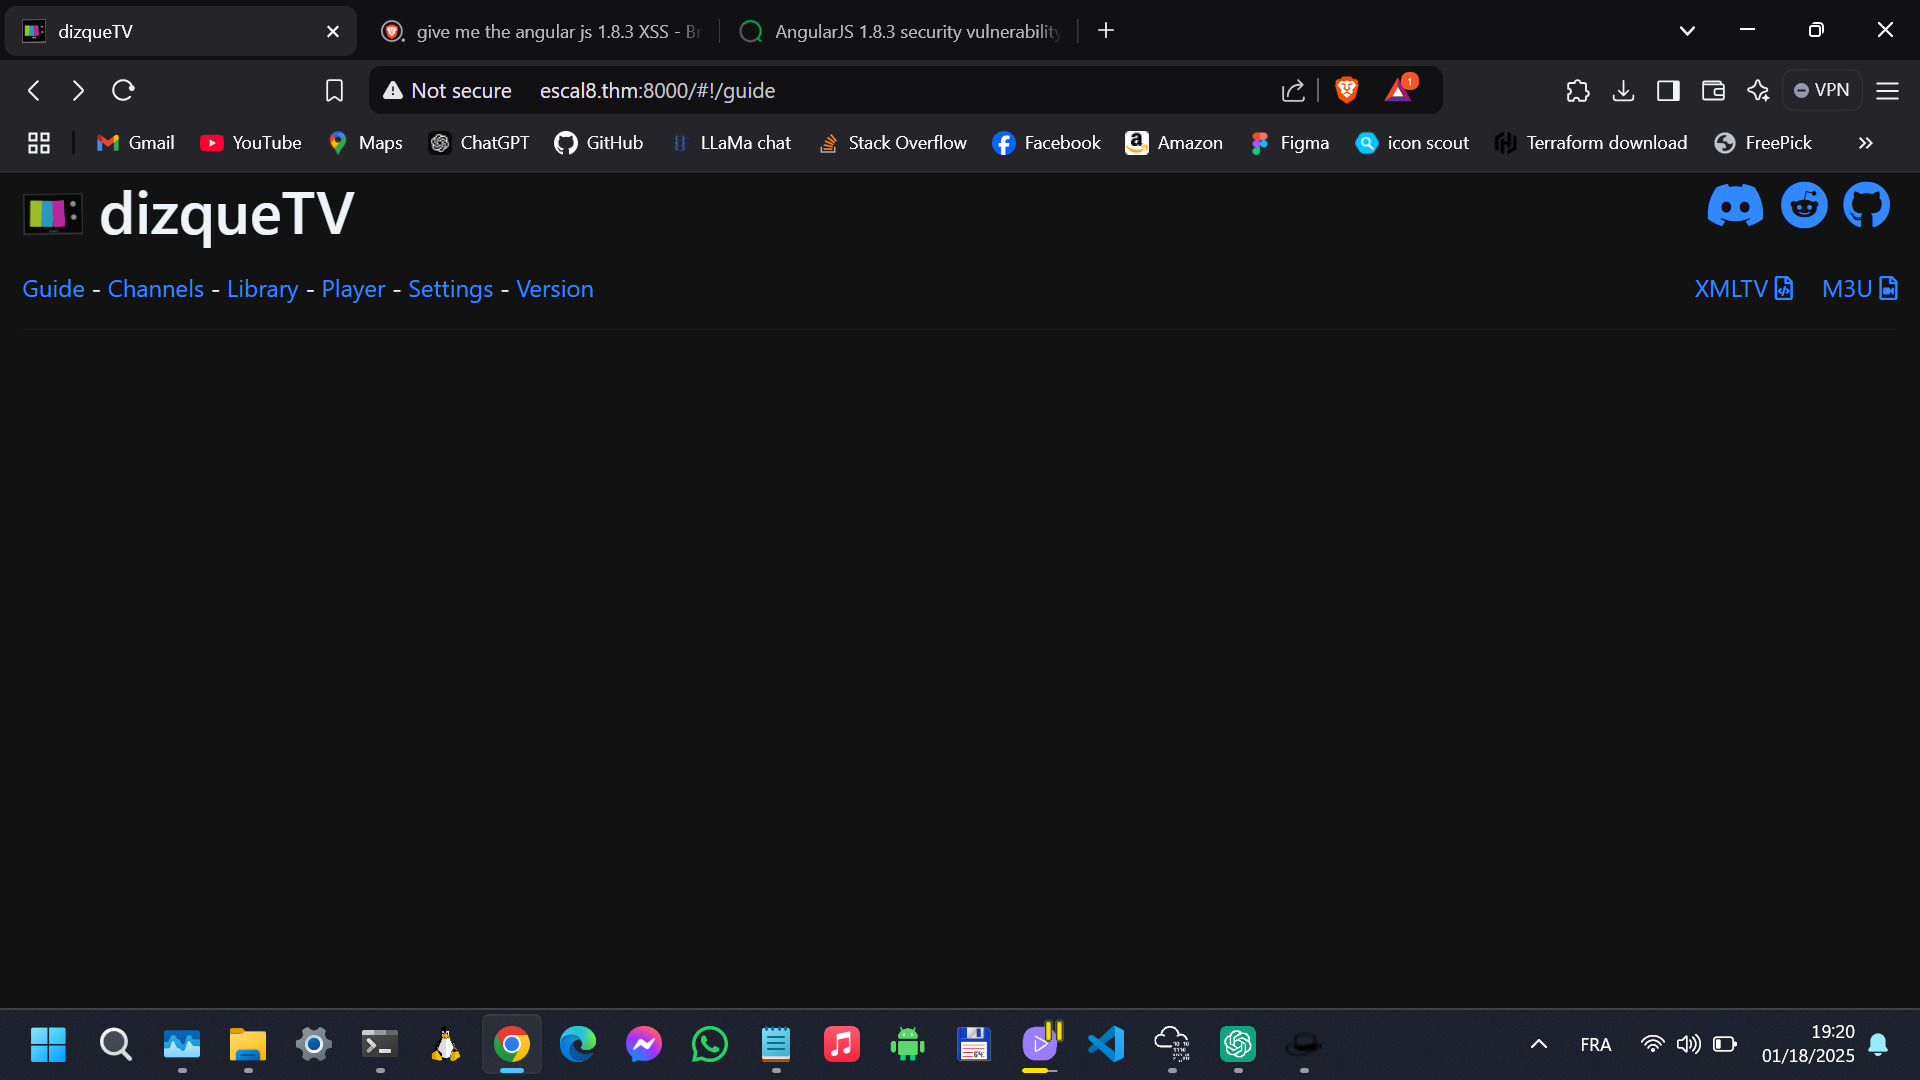 dizqueTV
give me the angular js 1.8.3 XSS - Br
AngularJS 1.8.3 security vulnerability
Not secure
escal8.thm:8000/#!/guide
1
VPN
Gmail
YouTube
Maps
ChatGPT
GitHub
LLaMa chat
Stack Overflow
Facebook
Amazon
Figma
icon scout
Terraform download
FreePick
dizqueTV
Guide - Channels - Library - Player - Settings - Version
XMLTV
M3U
FRA
19:20
01/18/2025